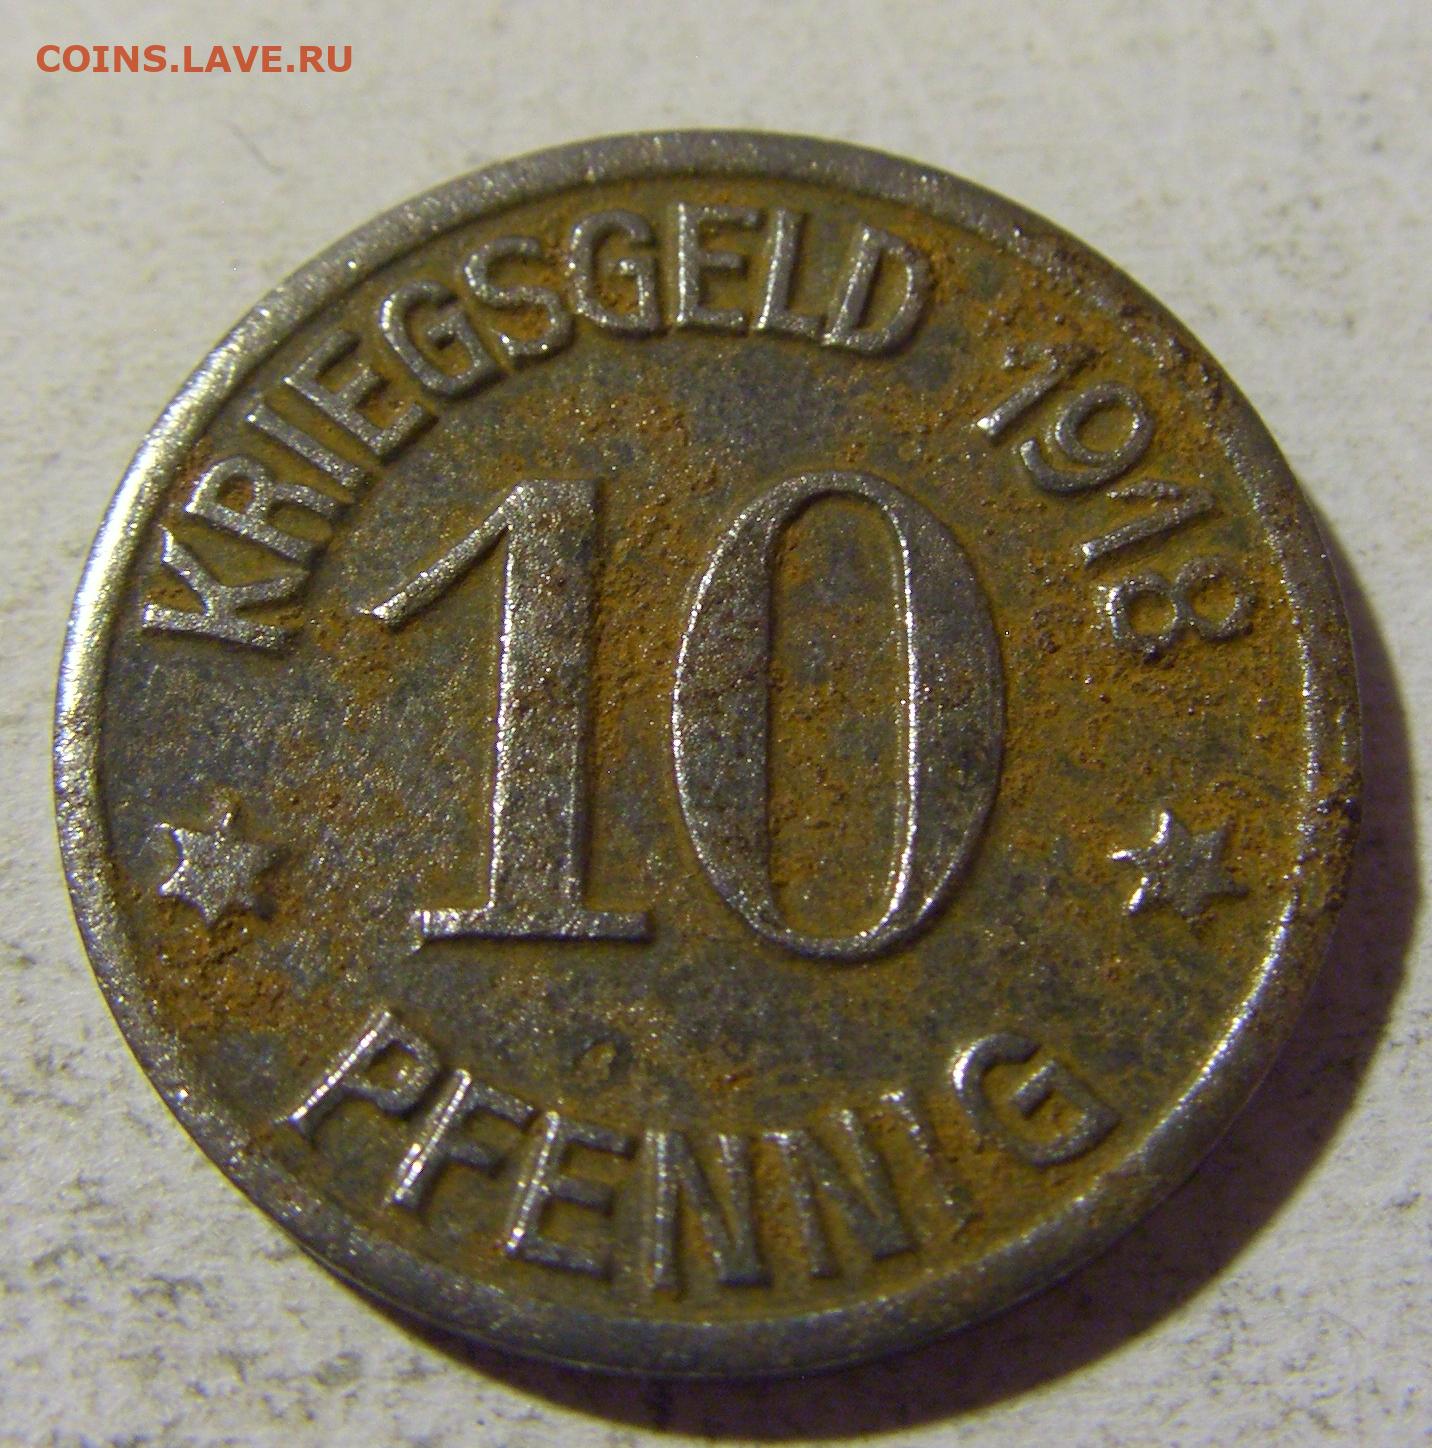 COINS.LAVE.RU
KRIEGSGELD 1918
10
PFENNIG